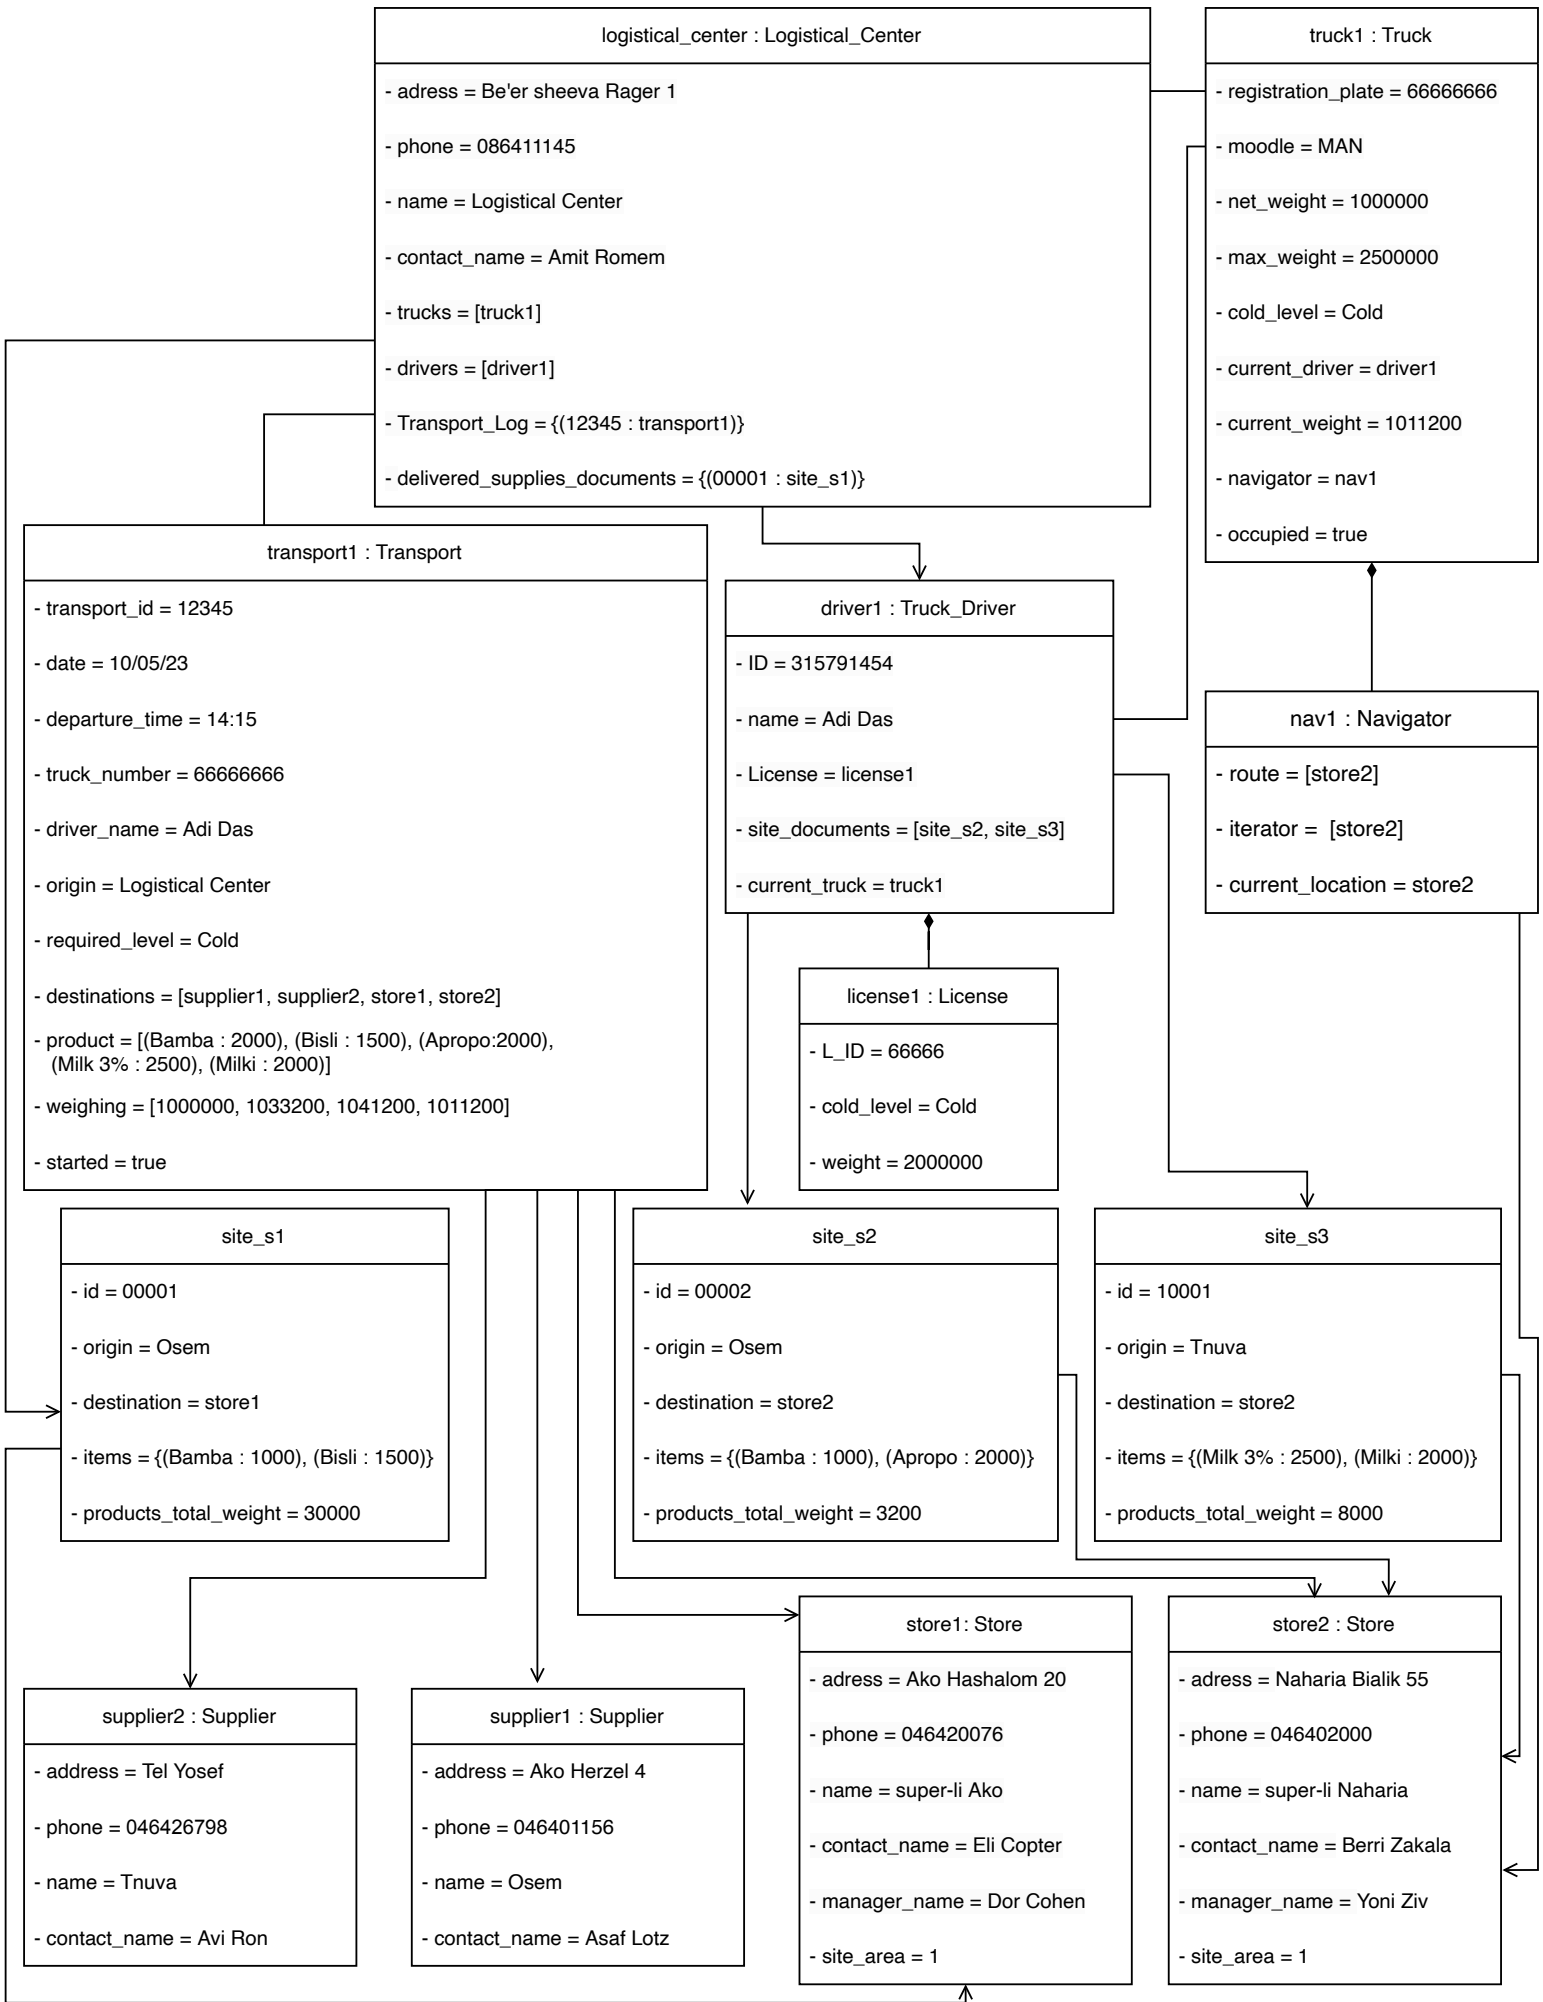 logistical_center : Logistical_Center
- adress = Be'er sheeva Rager 1
- phone = 086411145
- name = Logistical Center
- contact_name = Amit Romem
- trucks = [truck1]
- drivers = [driver1]
- Transport_Log = {(12345 : transport1)}
- delivered_supplies_documents = {(00001 : site_s1)}
truck1 : Truck
- registration_plate = 66666666
- moodle = MAN
- net_weight = 1000000
- max_weight = 2500000
- cold_level = Cold
- current_driver = driver1
- current_weight = 1011200
- navigator = nav1
- occupied = true
transport1 : Transport
- transport_id = 12345
- date = 10/05/23
- departure_time = 14:15
- truck_number = 66666666
- driver_name = Adi Das
- origin = Logistical Center
- required_level = Cold
- destinations = [supplier1, supplier2, store1, store2]
- product = [(Bamba : 2000), (Bisli : 1500), (Apropo:2000),
(Milk 3% : 2500), (Milki : 2000)]
- weighing = [1000000, 1033200, 1041200, 1011200]
- started = true
driver1 : Truck_Driver
- ID = 315791454
- name = Adi Das
- License = license1
- site_documents = [site_s2, site_s3]
- current_truck = truck1
nav1 : Navigator
- route = [store2]
- iterator =  [store2]
- current_location = store2
license1 : License
- L_ID = 66666
- cold_level = Cold
- weight = 2000000
site_s1
- id = 00001
- origin = Osem
- destination = store1
- items = {(Bamba : 1000), (Bisli : 1500)}
- products_total_weight = 30000
site_s2
- id = 00002
- origin = Osem
- destination = store2
- items = {(Bamba : 1000), (Apropo : 2000)}
- products_total_weight = 3200
site_s3
- id = 10001
- origin = Tnuva
- destination = store2
- items = {(Milk 3% : 2500), (Milki : 2000)}
- products_total_weight = 8000
supplier2 : Supplier
- address = Tel Yosef
- phone = 046426798
- name = Tnuva
- contact_name = Avi Ron
supplier1 : Supplier
- address = Ako Herzel 4
- phone = 046401156
- name = Osem
- contact_name = Asaf Lotz
store1: Store
- adress = Ako Hashalom 20
- phone = 046420076
- name = super-li Ako
- contact_name = Eli Copter
- manager_name = Dor Cohen
- site_area = 1
store2 : Store
- adress = Naharia Bialik 55
- phone = 046402000
- name = super-li Naharia
- contact_name = Berri Zakala
- manager_name = Yoni Ziv
- site_area = 1